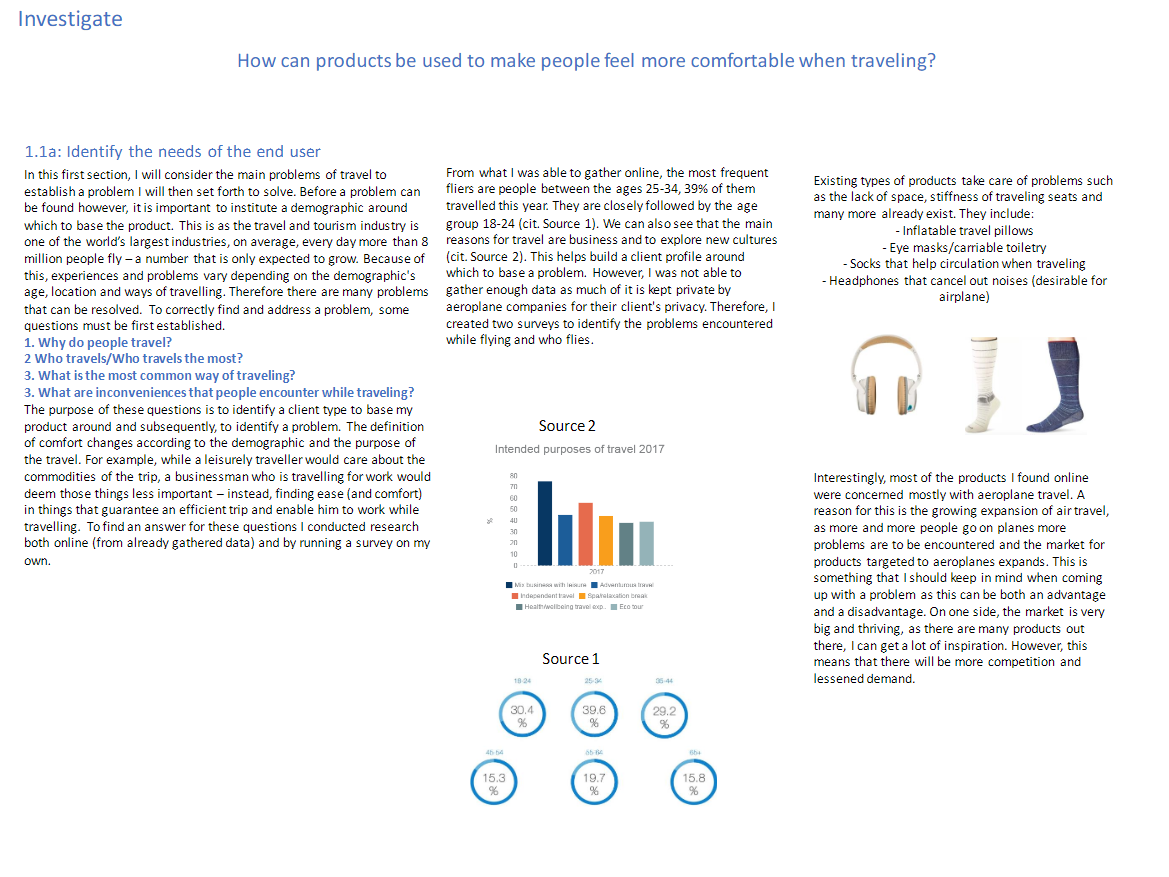 Investigate
How can products be used to make people feel more comfortable when traveling?
1.1a: Identify the needs of the end user
In this first section, I will consider the main problems of travel to
establish a problem I will then set forth to solve. Before a problem can
be found however, it is important to institute a demographic around
which to base the product.  This is as the travel and tourism industry is
one of the world's largest industries, on average, every day more than 8
million people fly – a number that is only expected to grow. Because of
this, experiences and problems vary depending on the demographic's
age, location and ways of travelling. Therefore there are many problems
that can be resolved.  To correctly find and address a problem, some
questions must be first established.
1. Why do people travel?
2 Who travels/Who travels the most?
3. What is the most common way of traveling?
3. What are inconveniences that people encounter while traveling?
The purpose of these questions is to identify a client type to base my
product around and subsequently, to identify a problem.  The definition
of comfort changes according to the demographic and the purpose of
the travel. For example, while a leisurely traveller would care about the
commodities of the trip, a businessman who is travelling for work would
deem those things less important – instead, finding ease (and comfort)
in things that guarantee an efficient trip and enable him to work while
travelling.  To find an answer for these questions I conducted research
both online (from already gathered data) and by running a survey on my
own.
From what I was able to gather online, the most frequent
fliers are people between the ages 25-34, 39% of them
travelled this year. They are closely followed by the age
group 18-24 (cit. Source 1). We can also see that the main
reasons for travel are business and to explore new cultures
(cit. Source 2). This helps build a client profile around
which to base a problem.  However, I was not able to
gather enough data as much of it is kept private by
aeroplane companies for their client's privacy. Therefore, I
created two surveys to identify the problems encountered
while flying and who flies.
Source 2
Intended purposes of travel 2017
80
70
60
50
40
30
20
10
0
%
2017
Mix business with leisure Adventurous travel
Independent travel Spa/relaxation break
Health/wellbeing travel exp.. Eco tour
Source 1
18-24 25-34 35-44
30.4 % 39.6 % 29.2 %
45-54 55-64 65+
15.3 % 19.7 % 15.8 %
Existing types of products take care of problems such
as the lack of space, stiffness of traveling seats and
many more already exist. They include:
- Inflatable travel pillows
- Eye masks/carriable toiletry
- Socks that help circulation when traveling
- Headphones that cancel out noises (desirable for
airplane)
Interestingly, most of the products I found online
were concerned mostly with aeroplane travel. A
reason for this is the growing expansion of air travel,
as more and more people go on planes more
problems are to be encountered and the market for
products targeted to aeroplanes expands. This is
something that I should keep in mind when coming
up with a problem as this can be both an advantage
and a disadvantage. On one side, the market is very
big and thriving, as there are many products out
there, I can get a lot of inspiration. However, this
means that there will be more competition and
lessened demand.